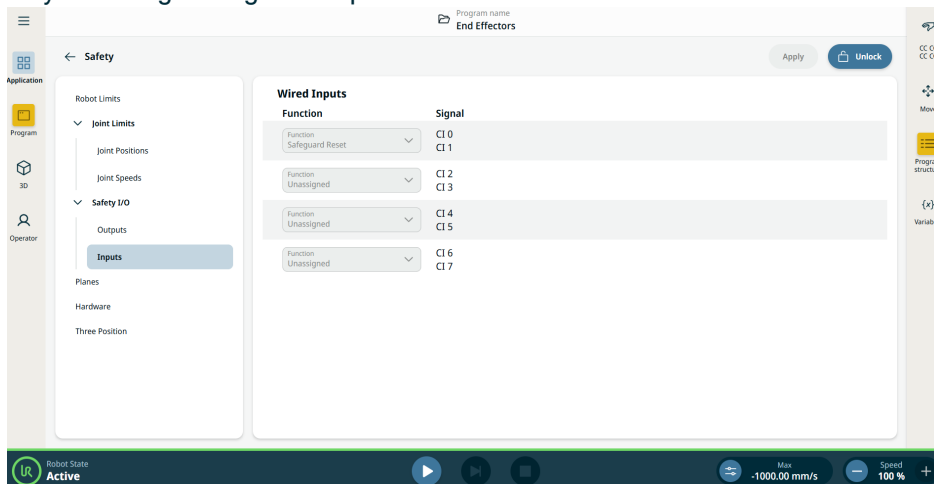 Program name
End Effectors
Safety
Apply
Unlock
Application
Program
3D
Operator
Robot Limits
Joint Limits
Joint Positions
Joint Speeds
Safety I/O
Outputs
Inputs
Planes
Hardware
Three Position
Wired Inputs
Function Signal
Function
Safeguard Reset
CI 0
CI 1
Function
Unassigned
CI 2
CI 3
Function
Unassigned
CI 4
CI 5
Function
Unassigned
CI 6
CI 7
{x}
Robot State
Active
Max
-1000.00 mm/s
Speed
100 %